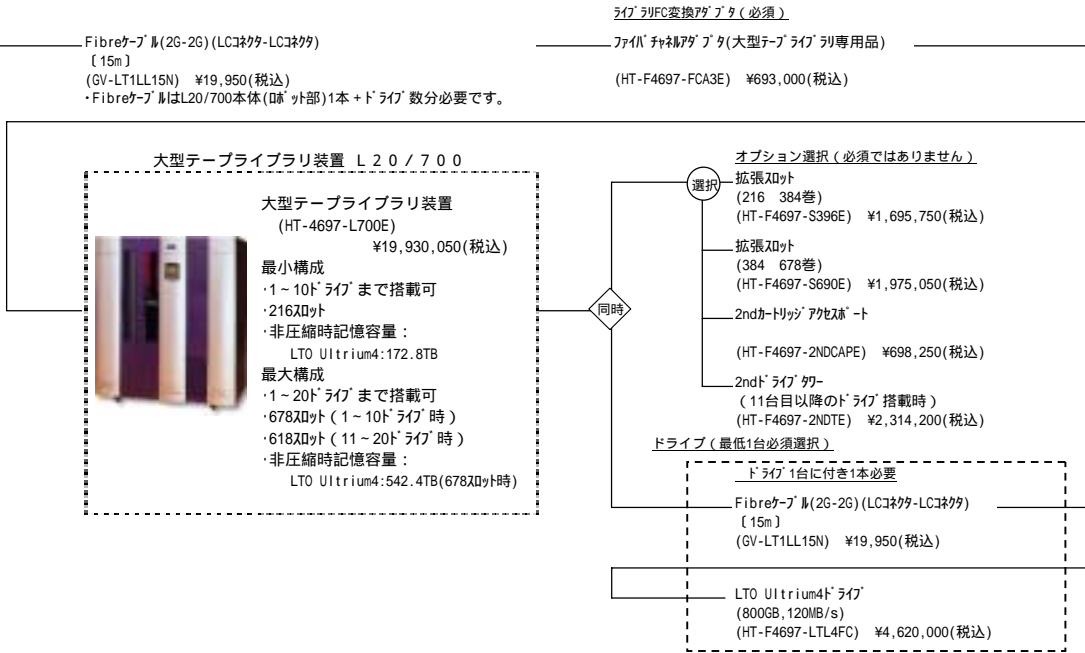 ﾗｲﾌﾞﾗﾘFC変換ｱﾀﾞﾌﾟﾀ(必須)
Fibreｹｰﾌﾞﾙ(2G-2G)(LCｺﾈｸﾀ-LCｺﾈｸﾀ)
〔15m〕
(GV-LT1LL15N) ¥19,950(税込)
・Fibreｹｰﾌﾞﾙは L20/700本体(ﾛﾎﾞｯﾄ部)1本+ﾄﾞﾗｲﾌﾞ数分必要です。
ﾌｧｲﾊﾞﾁｬﾈﾙｱﾀﾞﾌﾟﾀ(大型ﾃｰﾌﾟﾗｲﾌﾞﾗﾘ専用品)
(HT-F4697-FCA3E) ¥693,000(税込)
大型テープライブラリ装置 L20/700
大型テープライブラリ装置
(HT-4697-L700E)
¥19,930,050(税込)
最小構成
・1~10ﾄﾞﾗｲﾌﾞまで搭載可
・216ｽﾛｯﾄ
・非圧縮時記憶容量:
LTO Ultrium4:172.8TB
最大構成
・1~20ﾄﾞﾗｲﾌﾞまで搭載可
・678ｽﾛｯﾄ(1~10ﾄﾞﾗｲﾌﾞ時)
・618ｽﾛｯﾄ(11~20ﾄﾞﾗｲﾌﾞ時)
・非圧縮時記憶容量:
LTO Ultrium4:542.4TB(678ｽﾛｯﾄ時)
同時
オプション選択(必須ではありません)
選択
拡張ｽﾛｯﾄ
(216 384巻)
(HT-F4697-S396E) ¥1,695,750(税込)
拡張ｽﾛｯﾄ
(384 678巻)
(HT-F4697-S690E) ¥1,975,050(税込)
2ndｶｰﾄﾘｯｼﾞｱｸｾｽﾎﾟｰﾄ
(HT-F4697-2NDCAPE) ¥698,250(税込)
2ndﾄﾞﾗｲﾌﾞﾀﾜｰ
(11台目以降のﾄﾞﾗｲﾌﾞ搭載時)
(HT-F4697-2NDTE) ¥2,314,200(税込)
ドライブ(最低1台必須選択)
ﾄﾞﾗｲﾌﾞ1台に付き1本必要
Fibreｹｰﾌﾞﾙ(2G-2G)(LCｺﾈｸﾀ-LCｺﾈｸﾀ)
〔15m〕
(GV-LT1LL15N) ¥19,950(税込)
LTO Ultrium4ﾄﾞﾗｲﾌﾞ
(800GB,120MB/s)
(HT-F4697-LTL4FC) ¥4,620,000(税込)